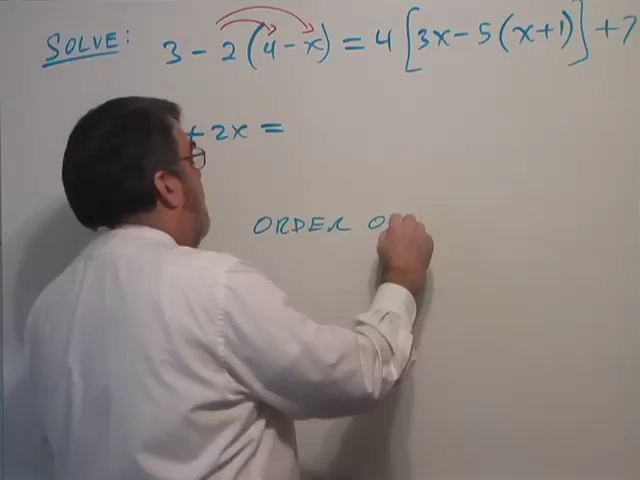 SOLVE: 3 - 2(4 - x) = 4[3x - 5(x+1)] + 7
+ 2x =
ORDER O